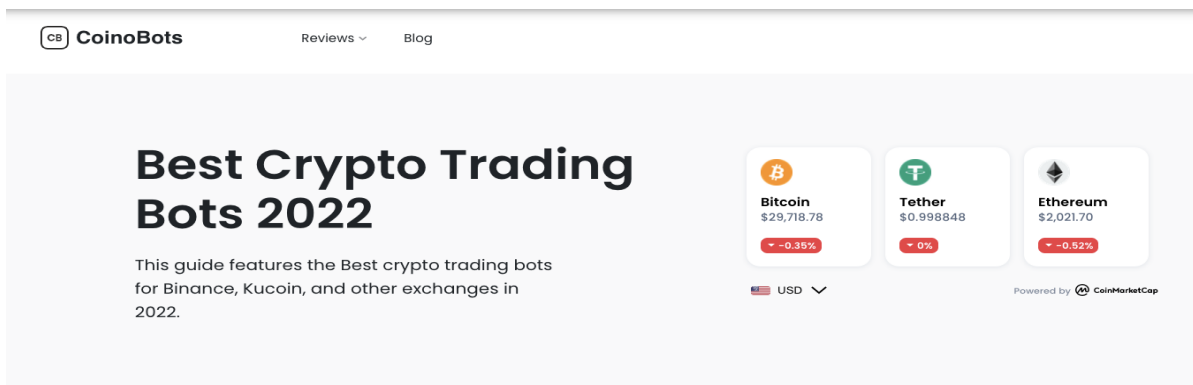 CB CoinoBots
Reviews
Blog
Best Crypto Trading
Bots 2022
This guide features the Best crypto trading bots
for Binance, Kucoin, and other exchanges in
2022.
Bitcoin
$29,718.78
-0.35%
Tether
$0.998848
0%
Ethereum
$2,021.70
-0.52%
USD
Powered by CoinMarketCap